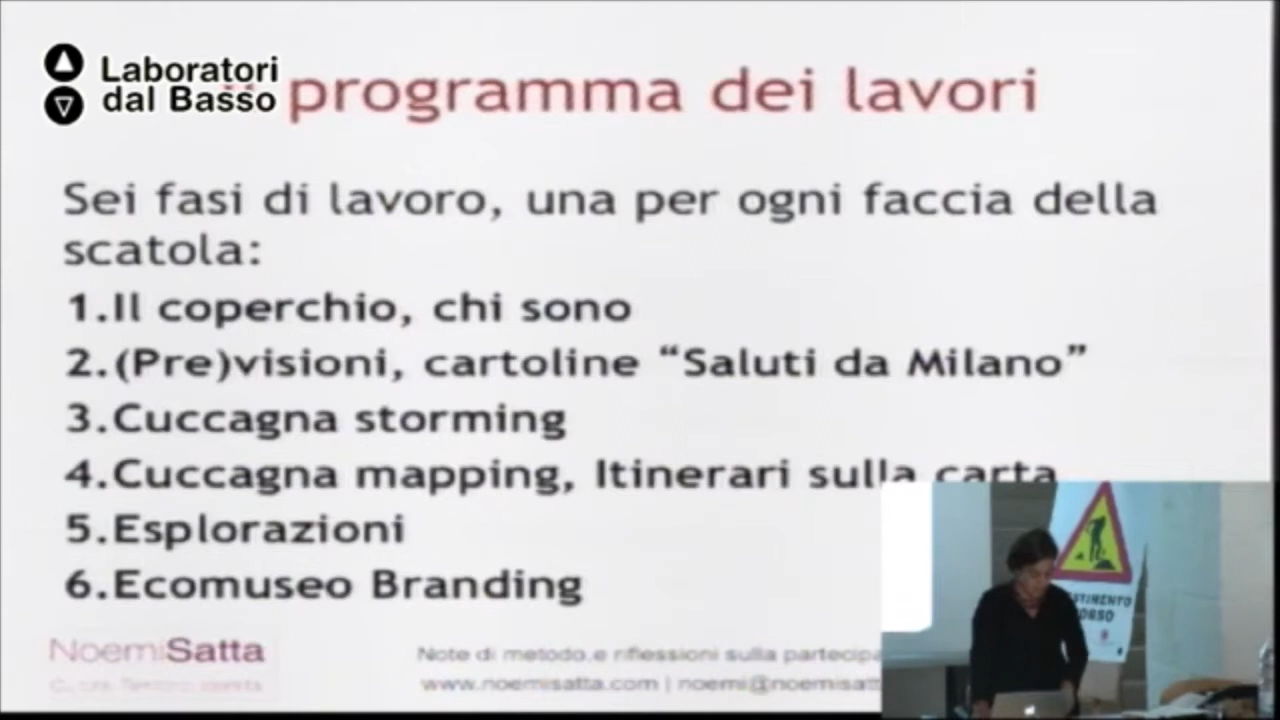 Laboratori
dal Basso
programma dei lavori
Sei fasi di lavoro, una per ogni faccia della
scatola:
1.Il coperchio, chi sono
2.(Pre)visioni, cartoline “Saluti da Milano”
3.Cuccagna storming
4.Cuccagna mapping, Itinerari sulla carta
5.Esplorazioni
6.Ecomuseo Branding
NoemiSatta
Note di metodo e riflessioni sulla partecipa
www.noemisatta.com | noemi@noemisatt